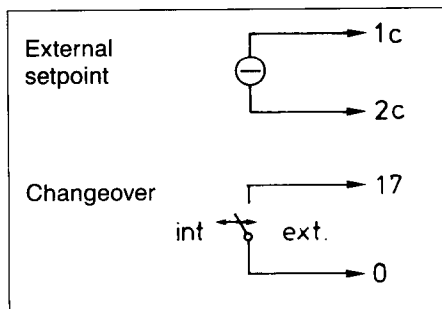 External
setpoint
1c
2c
Changeover
17
int
ext.
0